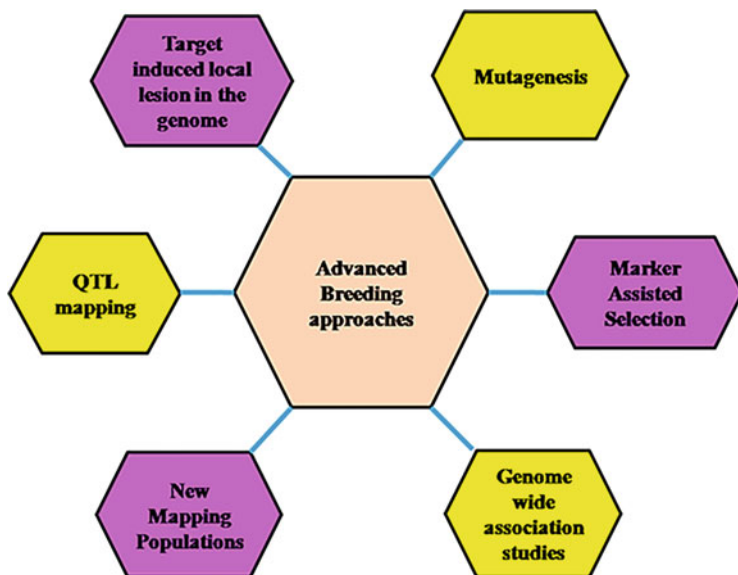 Target
induced local
lesion in the
genome
Mutagenesis
QTL
mapping
Advanced
Breeding
approaches
Marker
Assisted
Selection
New
Mapping
Populations
Genome
wide
association
studies